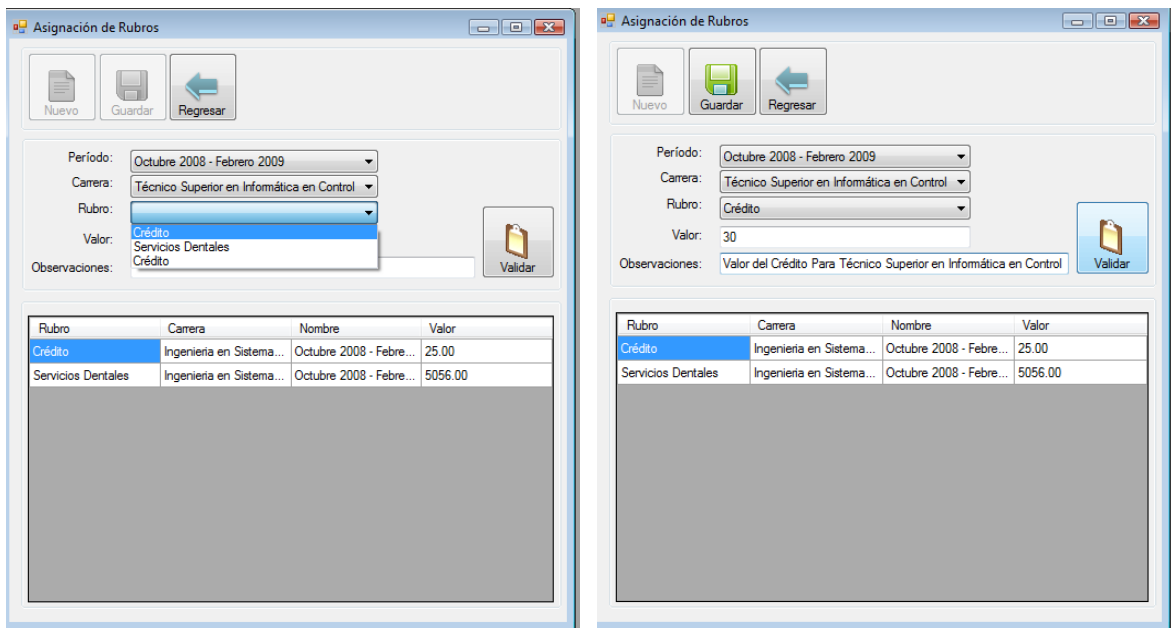 Asignación de Rubros
Nuevo Guardar Regresar
Período: Octubre 2008 - Febrero 2009
Carrera: Técnico Superior en Informática en Control
Rubro:
Crédito
Valor: Servicios Dentales
Crédito
Observaciones:
Validar
Rubro Carrera Nombre Valor
Crédito Ingenieria en Sistema... Octubre 2008 - Febre... 25.00
Servicios Dentales Ingenieria en Sistema... Octubre 2008 - Febre... 5056.00
Asignación de Rubros
Nuevo Guardar Regresar
Período: Octubre 2008 - Febrero 2009
Carrera: Técnico Superior en Informática en Control
Rubro: Crédito
Valor: 30
Observaciones: Valor del Crédito Para Técnico Superior en Informática en Control
Validar
Rubro Carrera Nombre Valor
Crédito Ingenieria en Sistema... Octubre 2008 - Febre... 25.00
Servicios Dentales Ingenieria en Sistema... Octubre 2008 - Febre... 5056.00